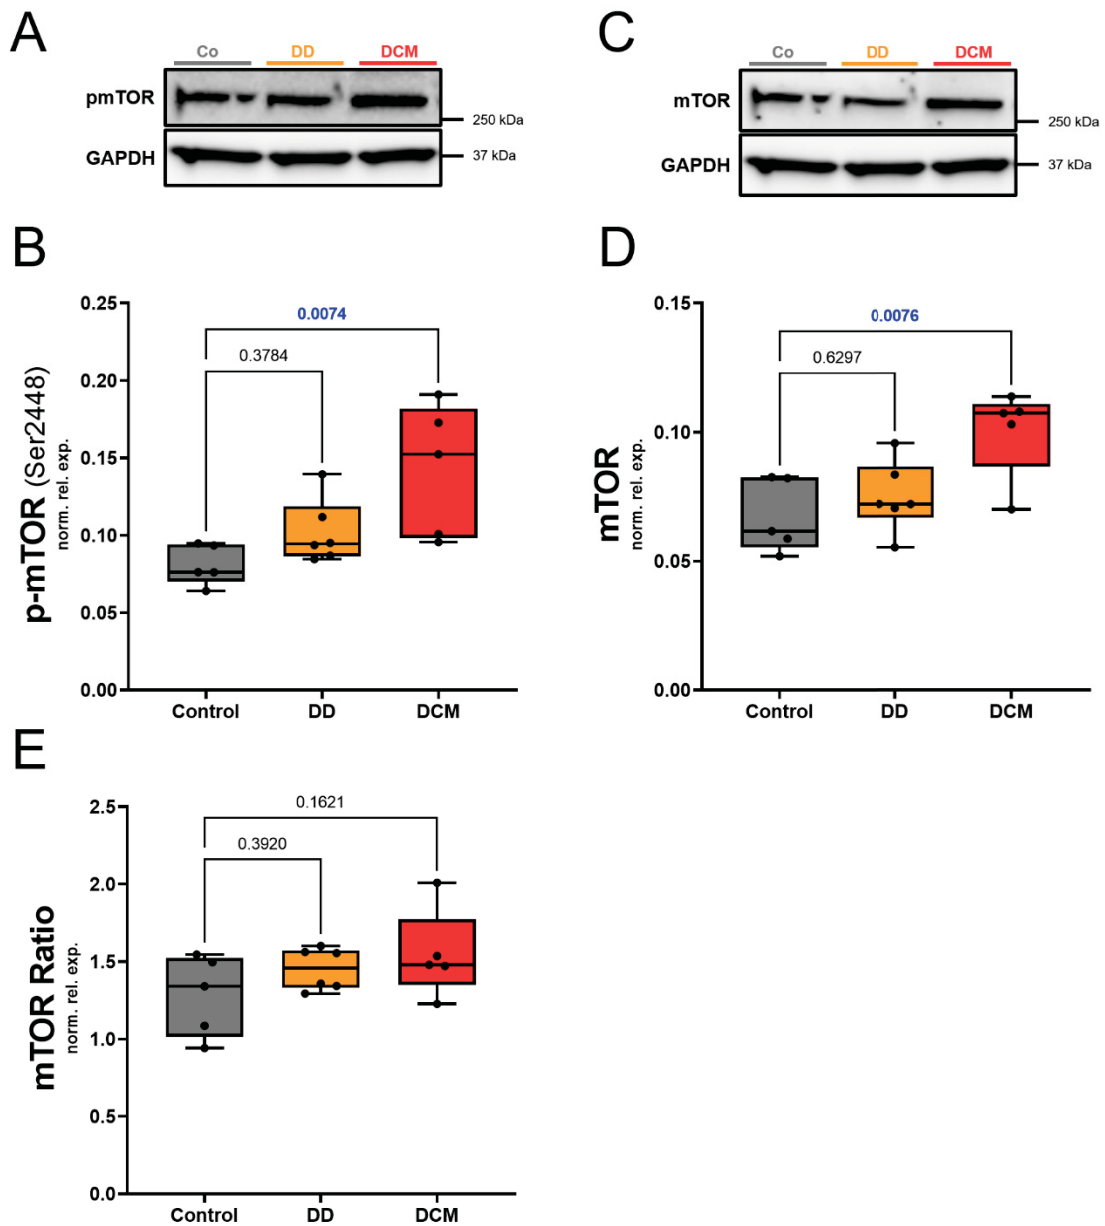 A
Co DD DCM
pmTOR
250 kDa
GAPDH
37 kDa
C
Co DD DCM
mTOR
250 kDa
GAPDH
37 kDa
B
p-mTOR (Ser2448)
norm. rel. exp.
0.25
0.20
0.15
0.10
0.05
0.00
0.0074
0.3784
Control DD DCM
D
mTOR
norm. rel. exp.
0.15
0.10
0.05
0.00
0.0076
0.6297
Control DD DCM
E
mTOR Ratio
norm. rel. exp.
2.5
2.0
1.5
1.0
0.5
0.0
0.1621
0.3920
Control DD DCM